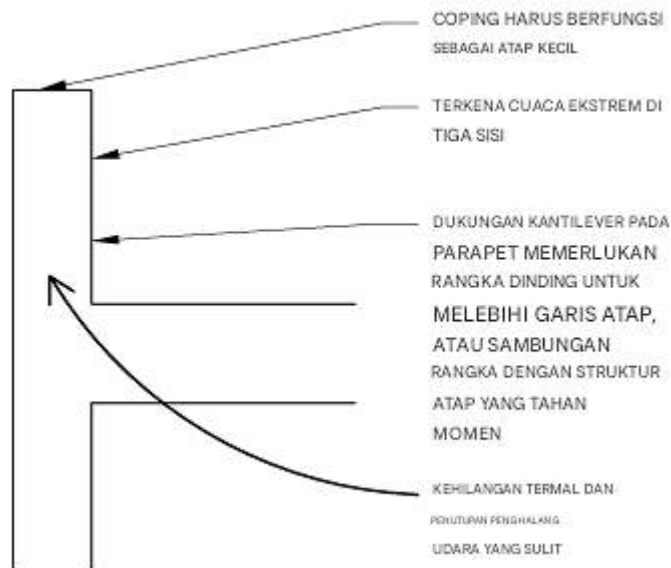 COPING HARUS BERFUNGSI
SEBAGAI ATAP KECIL
TERKENA CUACA EKSTREM DI
TIGA SISI
DUKUNGAN KANTILEVER PADA
PARAPET MEMERLUKAN
RANGKA DINDING UNTUK
MELEBIHI GARIS ATAP,
ATAU SAMBUNGAN
RANGKA DENGAN STRUKTUR
ATAP YANG TAHAN
MOMEN
KEHILANGAN TERMAL DAN
PENUTUPAN PENGHALANG
UDARA YANG SULIT